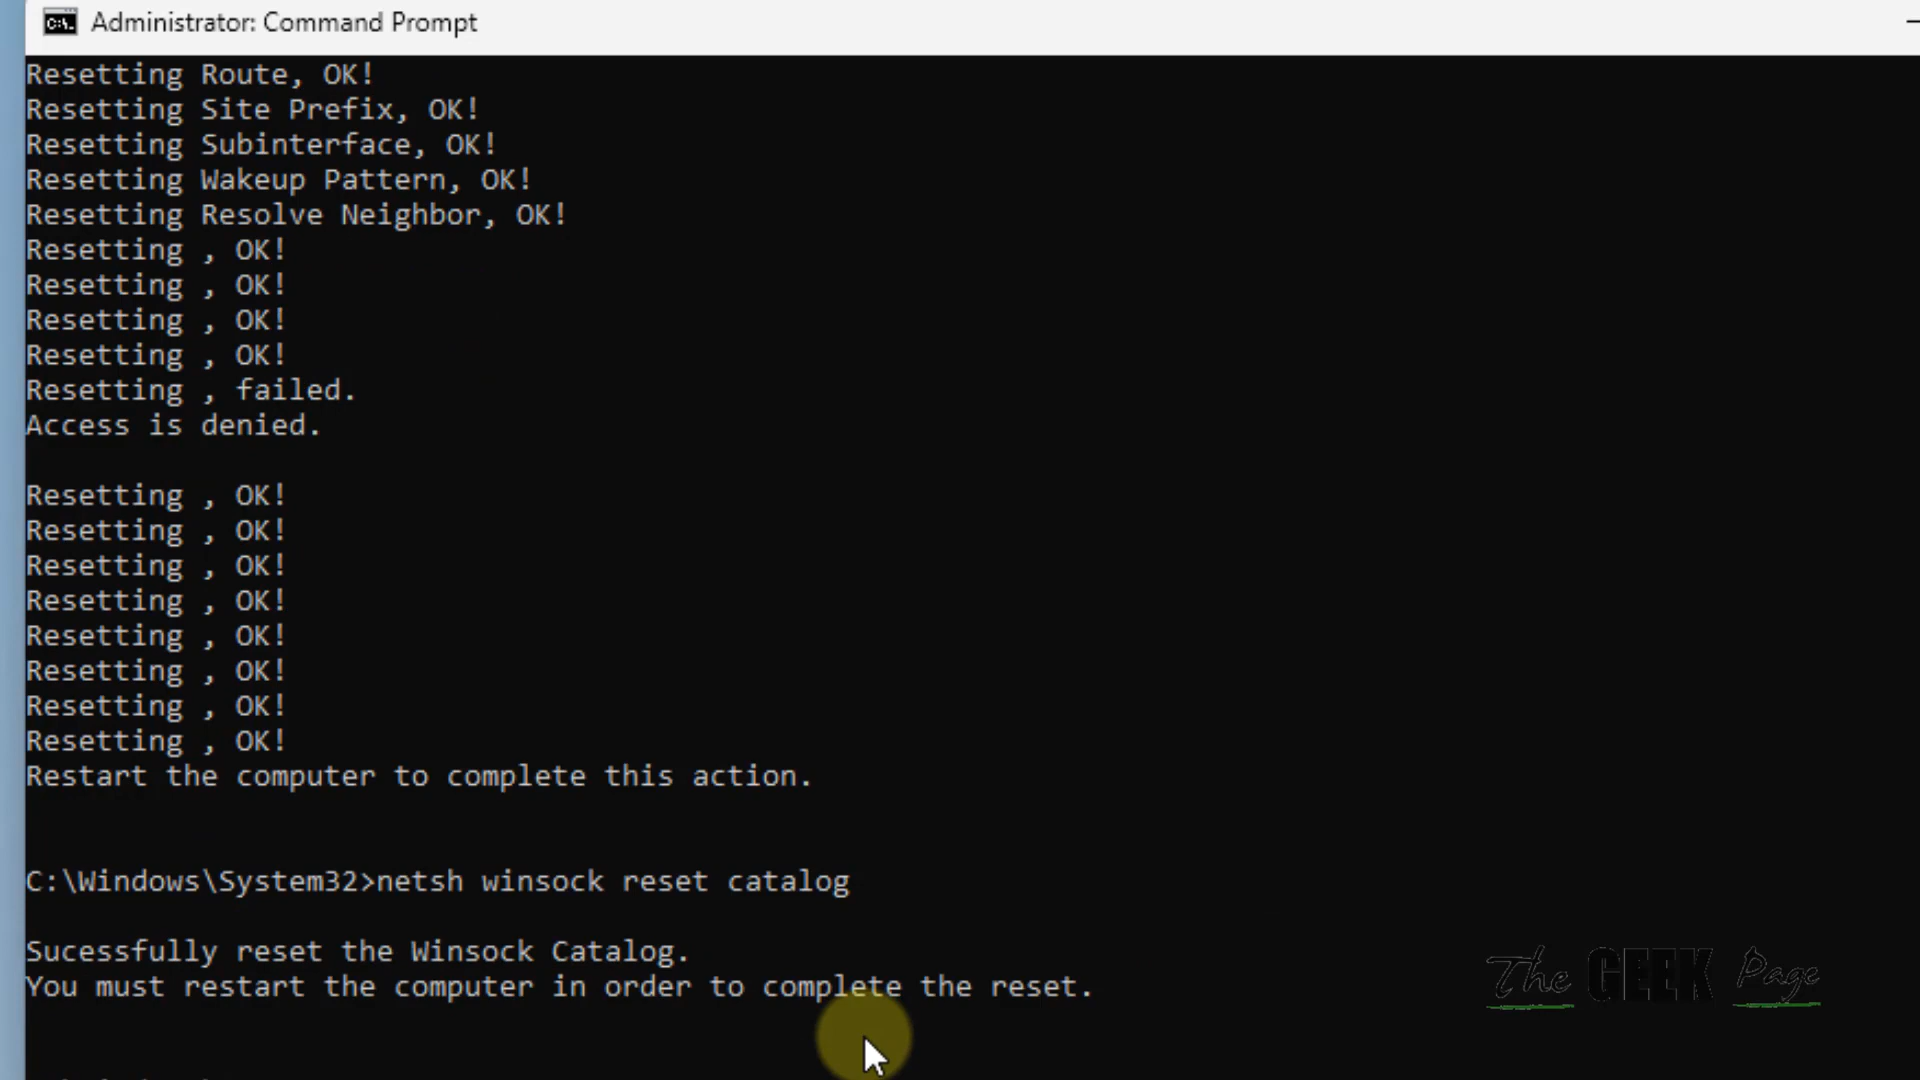 Administrator: Command Prompt
Resetting Route, OK!
Resetting Site Prefix, OK!
Resetting Subinterface, OK!
Resetting Wakeup Pattern, OK!
Resetting Resolve Neighbor, OK!
Resetting , OK!
Resetting , OK!
Resetting , OK!
Resetting , OK!
Resetting , failed.
Access is denied.
Resetting , OK!
Resetting , OK!
Resetting , OK!
Resetting , OK!
Resetting , OK!
Resetting , OK!
Resetting , OK!
Resetting , OK!
Restart the computer to complete this action.
C:\Windows\System32>netsh winsock reset catalog
Sucessfully reset the Winsock Catalog.
You must restart the computer in order to complete the reset.
The GEEK Page